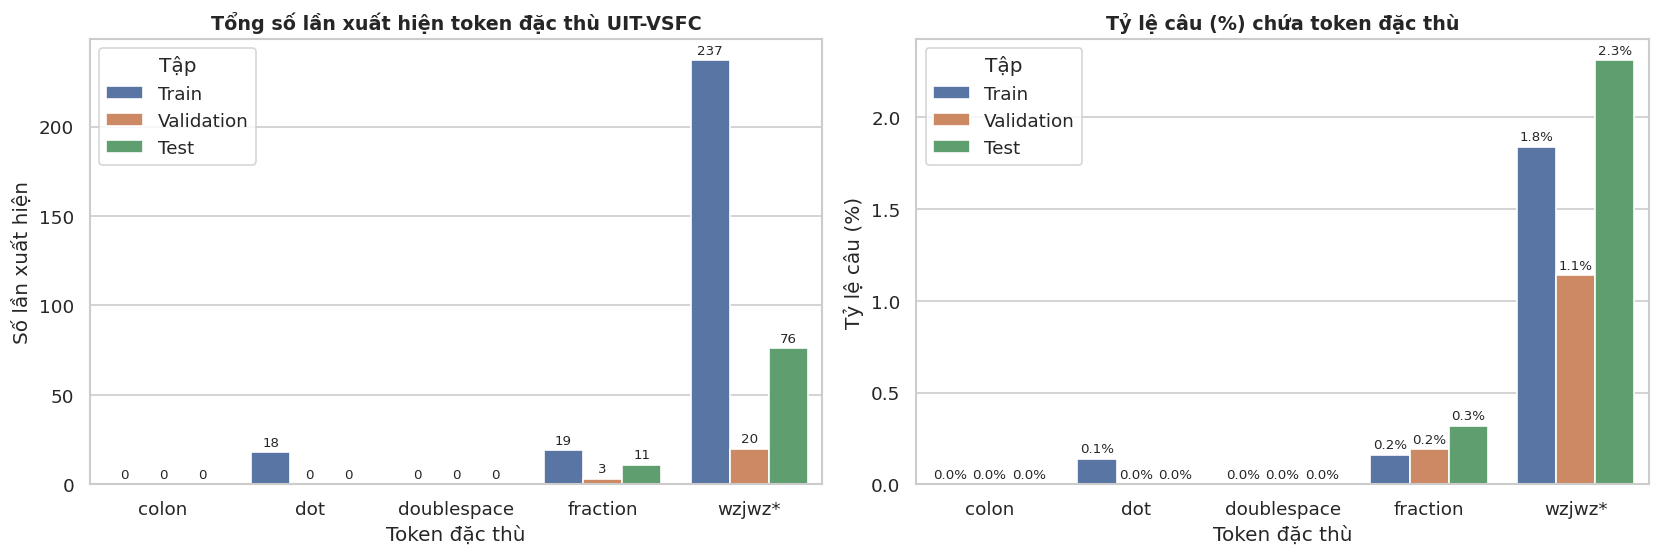 Tổng số lần xuất hiện token đặc thù UIT-VSFC
Số lần xuất hiện
200
150
100
50
0
Tập
Train
Validation
Test
0 0 0
18 0 0
0 0 0
19 3 11
237 20 76
colon dot doublespace fraction wzjwz*
Token đặc thù
Tỷ lệ câu (%) chứa token đặc thù
Tỷ lệ câu (%)
2.0
1.5
1.0
0.5
0.0
Tập
Train
Validation
Test
0.0% 0.0% 0.0%
0.1% 0.0% 0.0%
0.0% 0.0% 0.0%
0.2% 0.2% 0.3%
1.8% 1.1% 2.3%
colon dot doublespace fraction wzjwz*
Token đặc thù